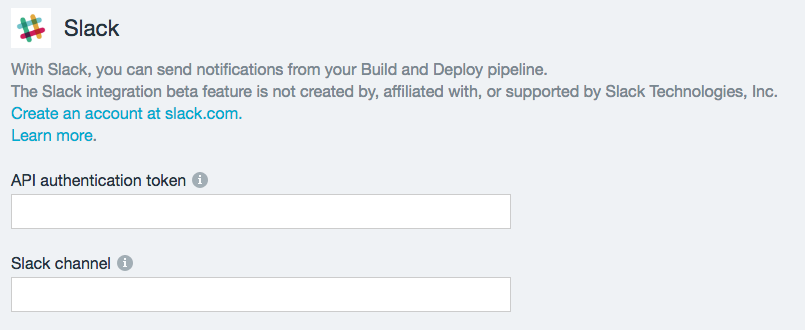 Slack
With Slack, you can send notifications from your Build and Deploy pipeline.
The Slack integration beta feature is not created by, affiliated with, or supported by Slack Technologies, Inc.
Create an account at slack.com.
Learn more.
API authentication token i
Slack channel i